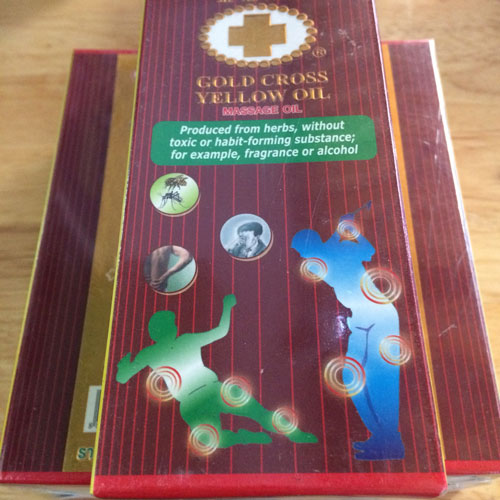 ®
GOLD CROSS
YELLOW OIL
MASSAGE OIL
Produced from herbs, without
toxic or habit-forming substance;
for example, fragrance or alcohol